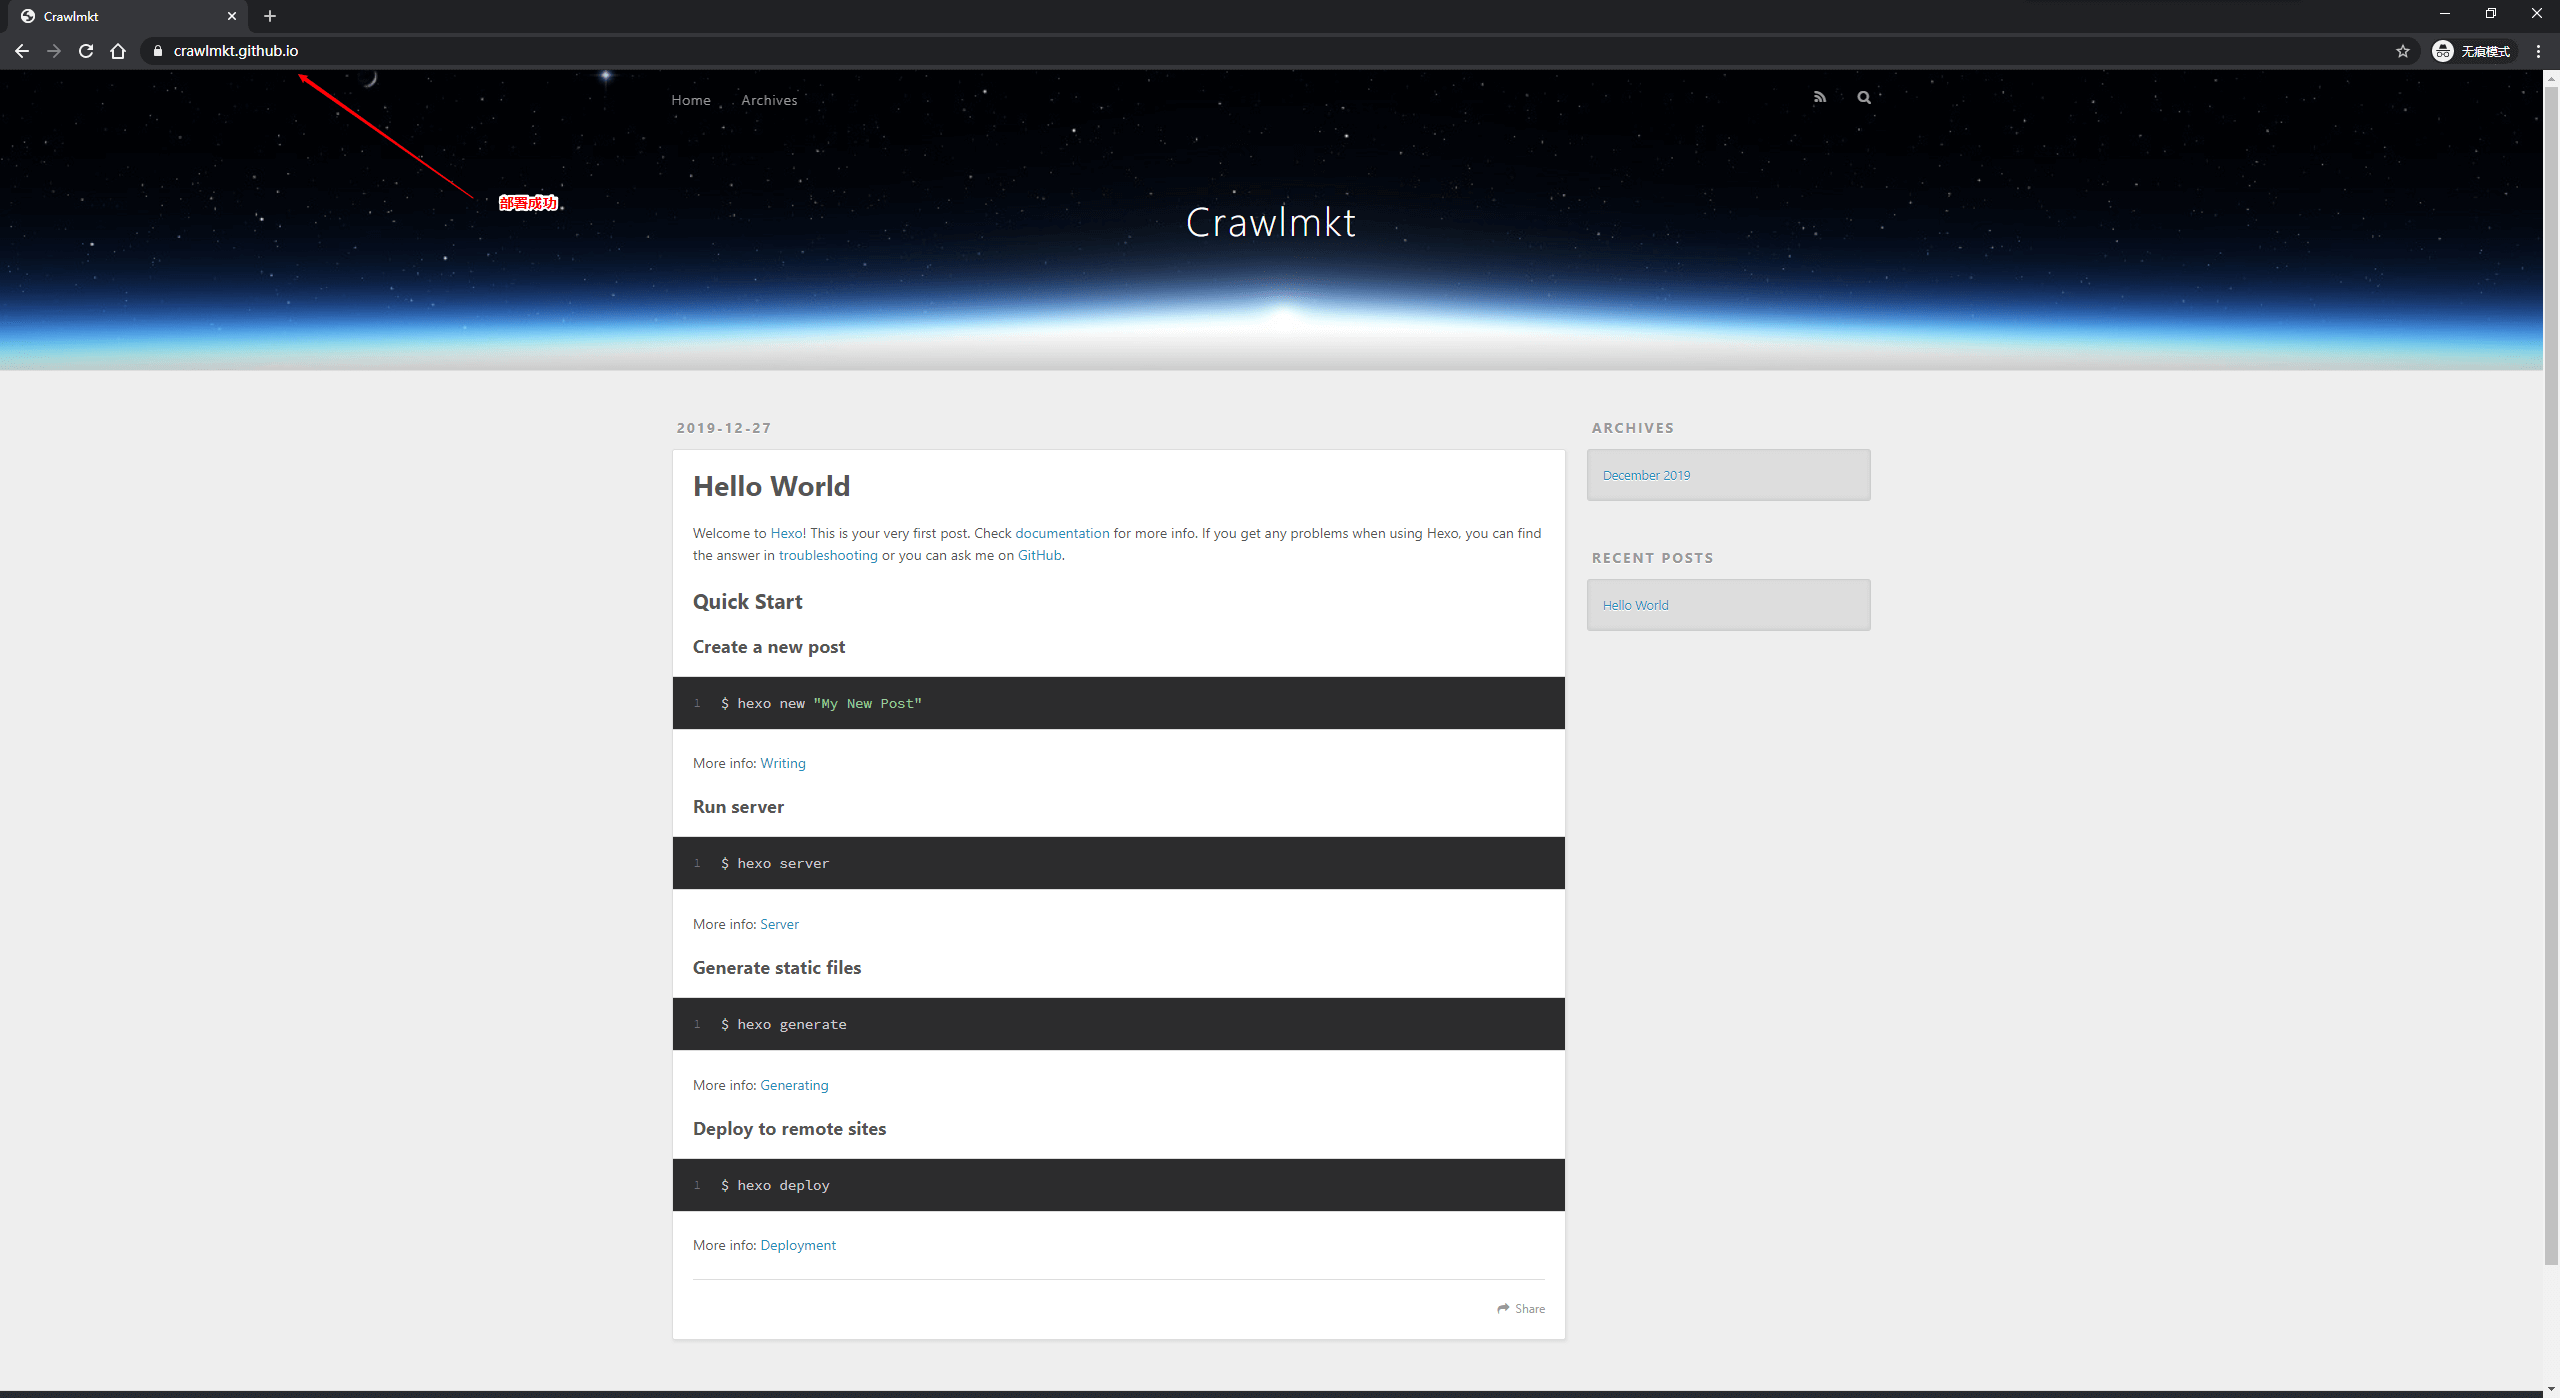 Crawlmkt
crawlmkt.github.io
无痕模式
Home
Archives
部署成功
Crawlmkt
2019-12-27
Hello World
Welcome to Hexo! This is your very first post. Check documentation for more info. If you get any problems when using Hexo, you can find
the answer in troubleshooting or you can ask me on GitHub.
Quick Start
Create a new post
1 $ hexo new "My New Post"
More info: Writing
Run server
1 $ hexo server
More info: Server
Generate static files
1 $ hexo generate
More info: Generating
Deploy to remote sites
1 $ hexo deploy
More info: Deployment
Share
ARCHIVES
December 2019
RECENT POSTS
Hello World